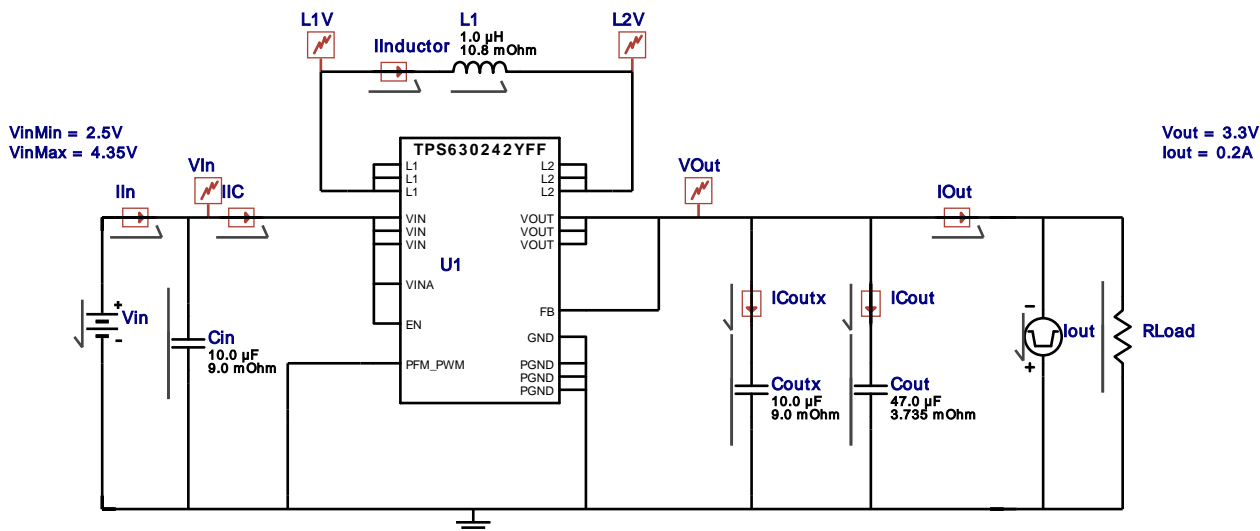 L1V
L1
L2V
IInductor
1.0 µH
10.8 mOhm
VinMin = 2.5V
VinMax = 4.35V
Vout = 3.3V
Iout = 0.2A
TPS630242YFF
L1
L1
L1
L2
L2
L2
VIn
IIn
IIC
VOut
IOut
VIN
VIN
VIN
VOUT
VOUT
VOUT
U1
VINA
FB
EN
GND
PFM_PWM
PGND
PGND
PGND
+
Vin
-
Cin
10.0 µF
9.0 mOhm
ICoutx
ICout
Coutx
10.0 µF
9.0 mOhm
Cout
47.0 µF
3.735 mOhm
-
Iout
+
RLoad